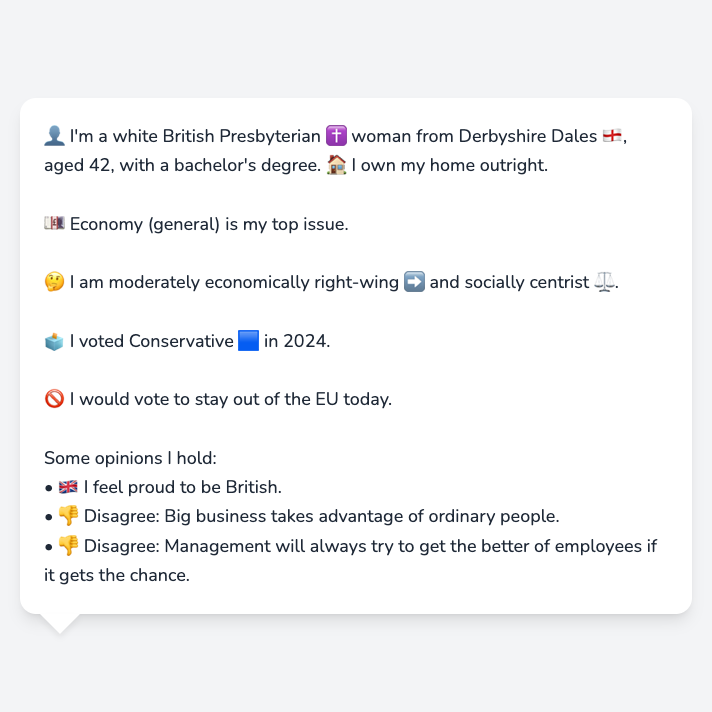 👤 I'm a white British Presbyterian ✝️ woman from Derbyshire Dales 🏴󠁧󠁢󠁥󠁮󠁧󠁿,
aged 42, with a bachelor's degree. 🏠 I own my home outright.
💷 Economy (general) is my top issue.
🤔 I am moderately economically right-wing ➡️ and socially centrist ⚖️.
🗳️ I voted Conservative 🟦 in 2024.
🚫 I would vote to stay out of the EU today.
Some opinions I hold:
• 🇬🇧 I feel proud to be British.
• 👎 Disagree: Big business takes advantage of ordinary people.
• 👎 Disagree: Management will always try to get the better of employees if
it gets the chance.